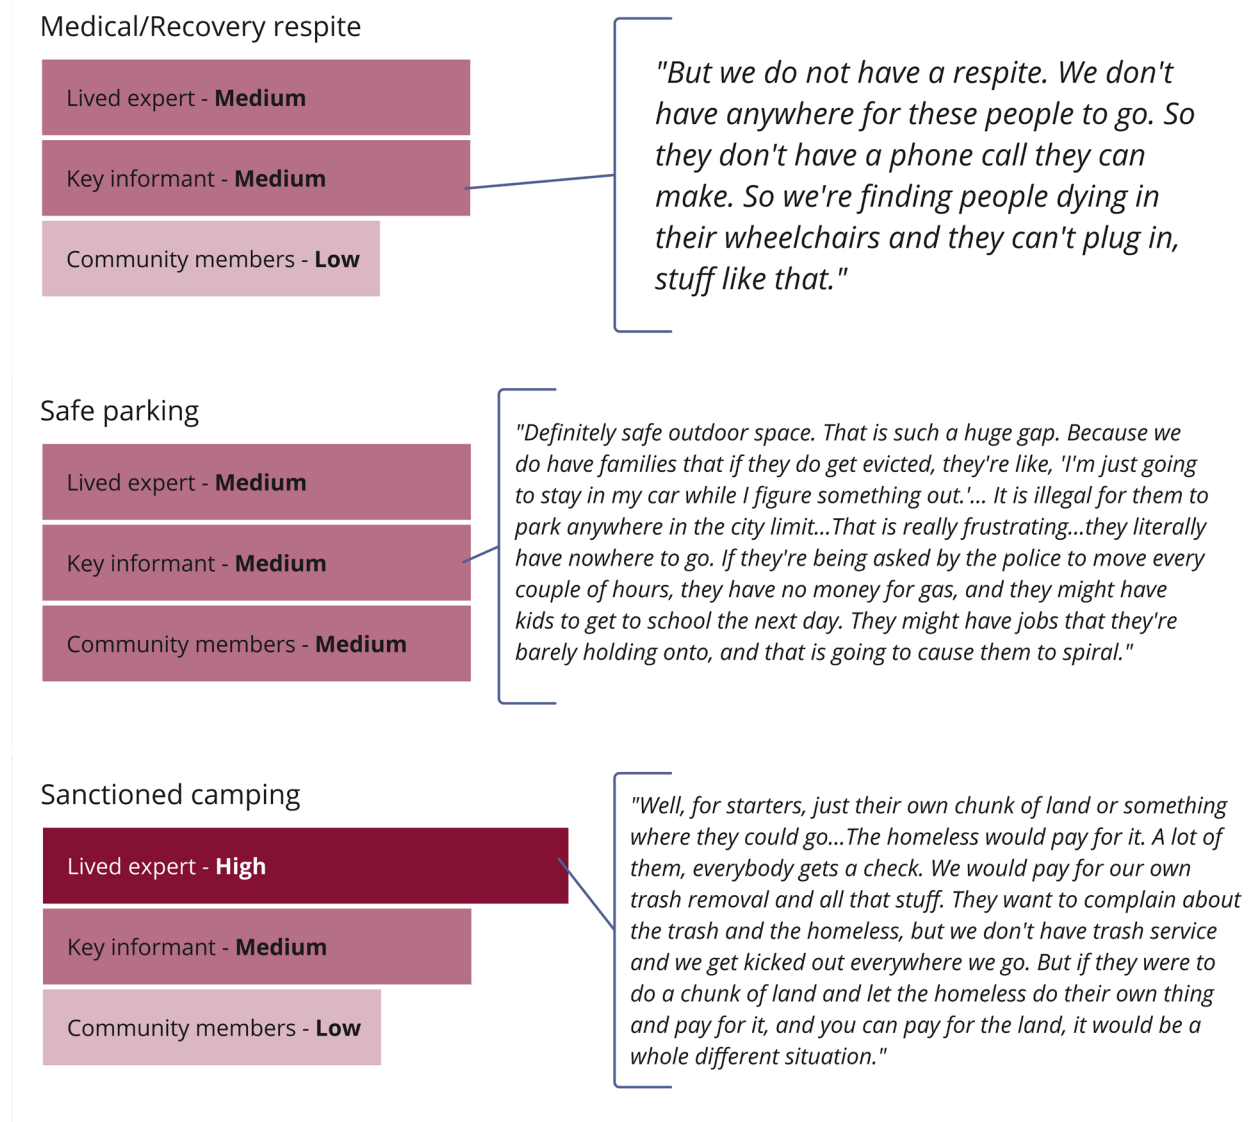 Medical/Recovery respite
Lived expert - Medium
Key informant - Medium
Community members - Low
"But we do not have a respite. We don't
have anywhere for these people to go. So
they don't have a phone call they can
make. So we're finding people dying in
their wheelchairs and they can't plug in,
stuff like that."
Safe parking
Lived expert - Medium
Key informant - Medium
Community members - Medium
"Definitely safe outdoor space. That is such a huge gap. Because we
do have families that if they do get evicted, they're like, 'I'm just going
to stay in my car while I figure something out.'... It is illegal for them to
park anywhere in the city limit...That is really frustrating...they literally
have nowhere to go. If they're being asked by the police to move every
couple of hours, they have no money for gas, and they might have
kids to get to school the next day. They might have jobs that they're
barely holding onto, and that is going to cause them to spiral."
Sanctioned camping
Lived expert - High
Key informant - Medium
Community members - Low
"Well, for starters, just their own chunk of land or something
where they could go...The homeless would pay for it. A lot of
them, everybody gets a check. We would pay for our own
trash removal and all that stuff. They want to complain about
the trash and the homeless, but we don't have trash service
and we get kicked out everywhere we go. But if they were to
do a chunk of land and let the homeless do their own thing
and pay for it, and you can pay for the land, it would be a
whole different situation."